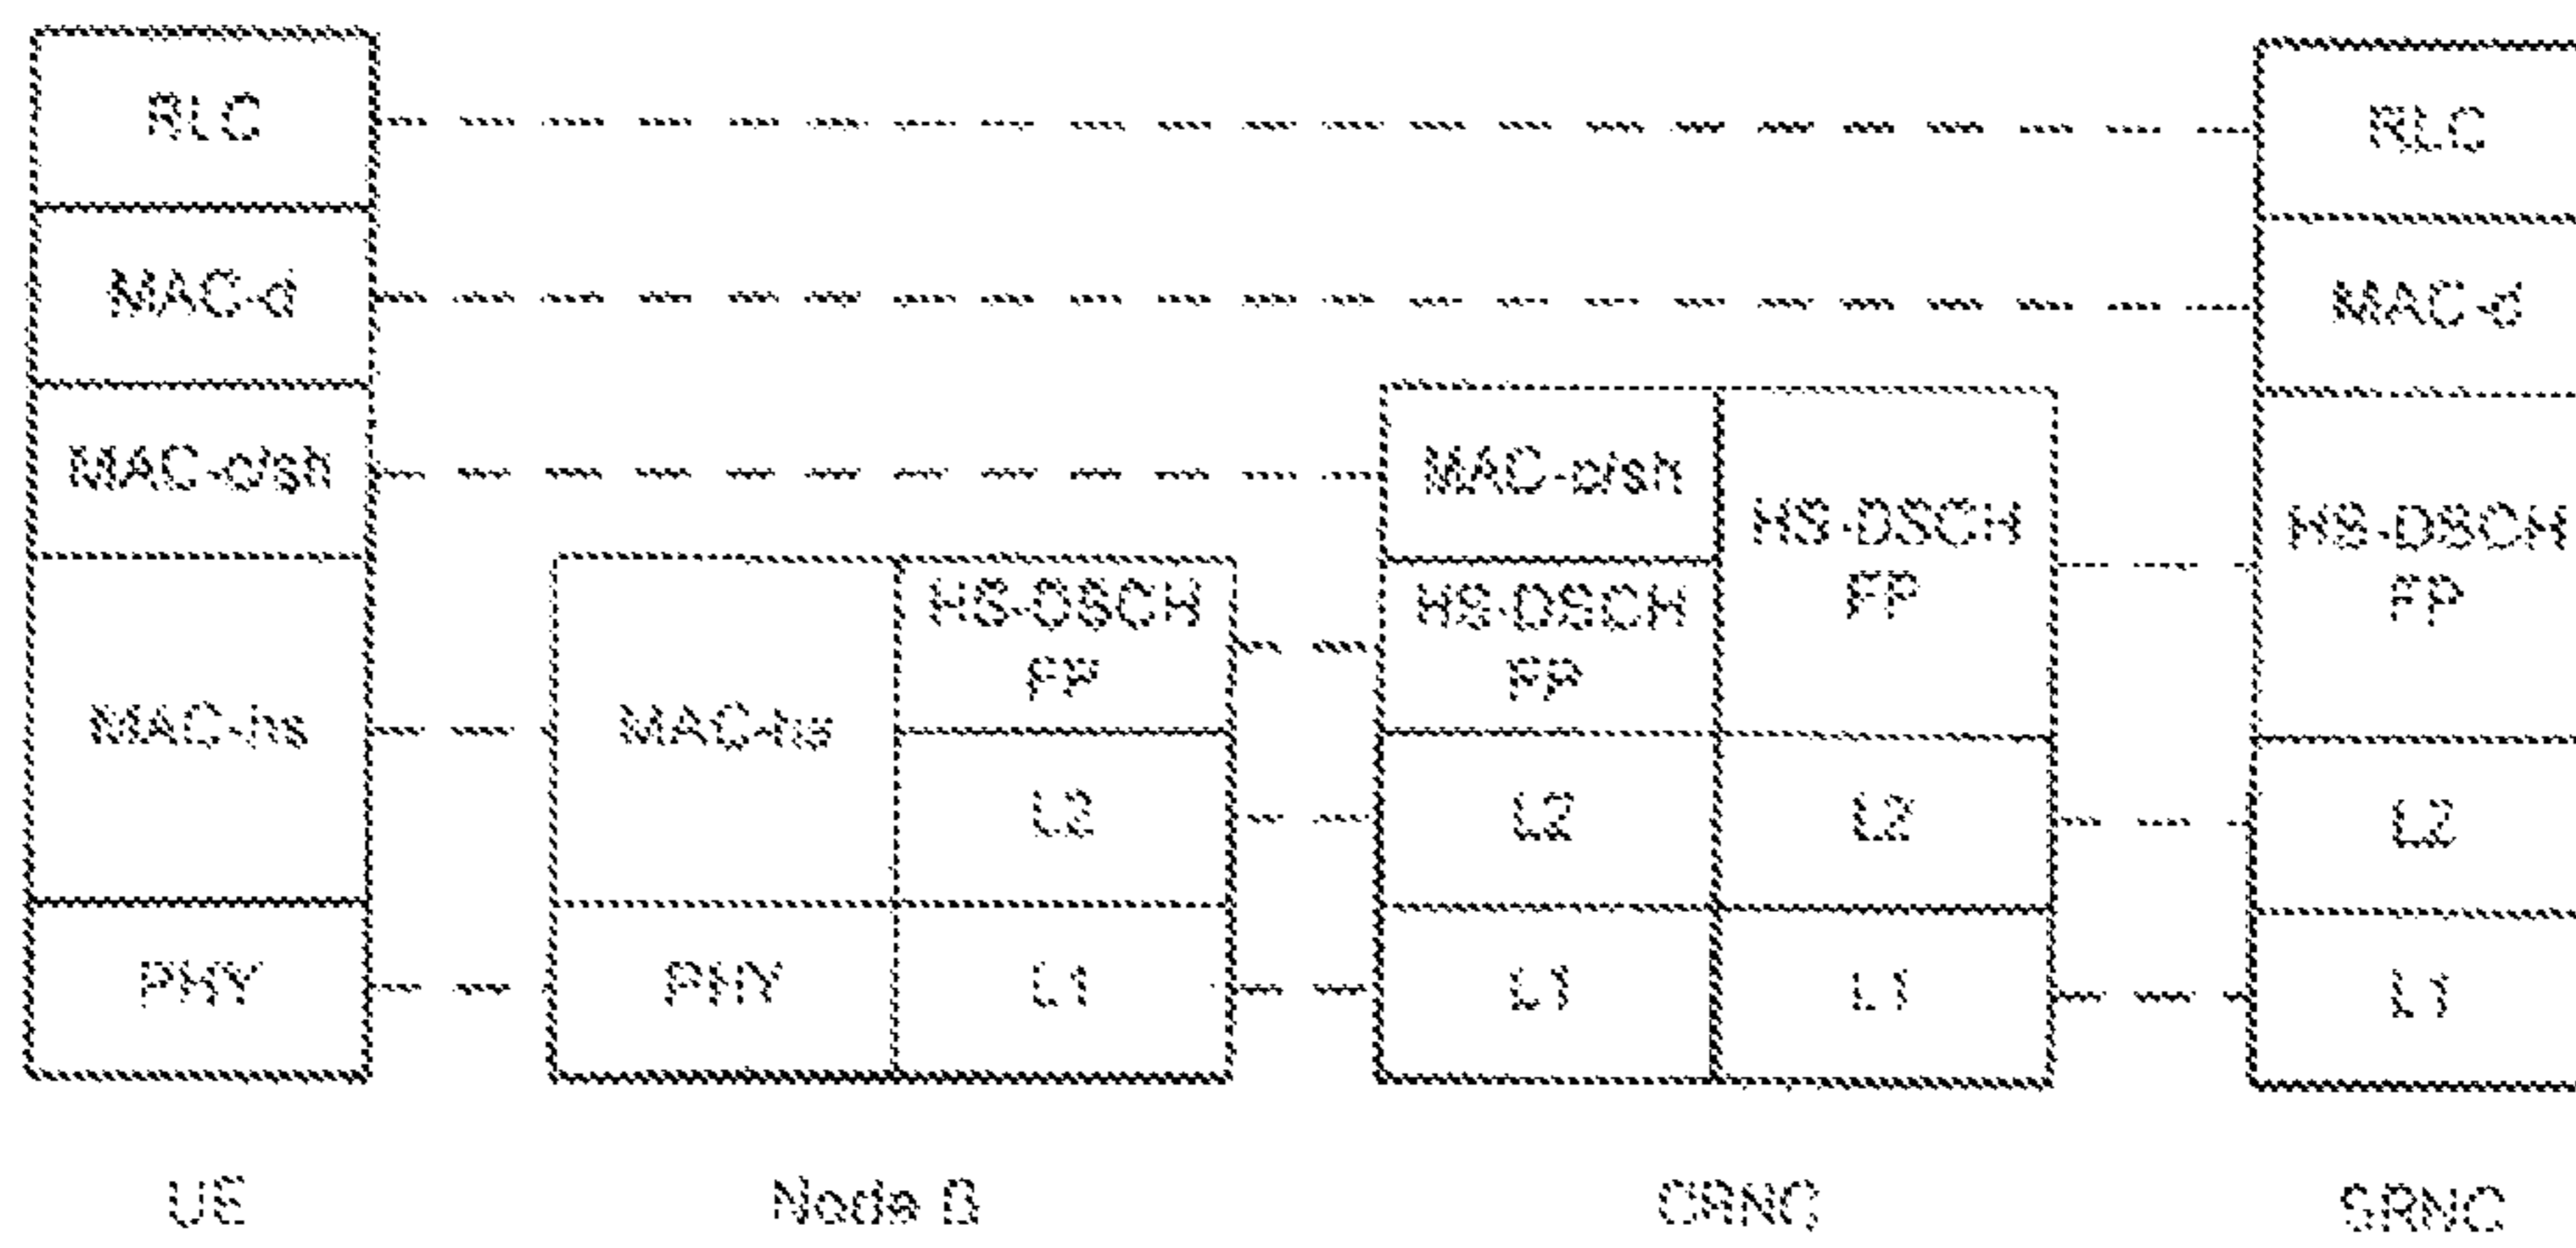 RLC
RLC
MAC-d
MAC-d
MAC-c/sh
MAC-c/sh
HS-DSCH
FP
HS-DSCH
FP
MAC-hs
MAC-hs
HS-DSCH
FP
HS-DSCH
FP
L2
L2
L2
L2
PHY
PHY
L1
L1
L1
L1
UE
Node B
CRNC
SRNC